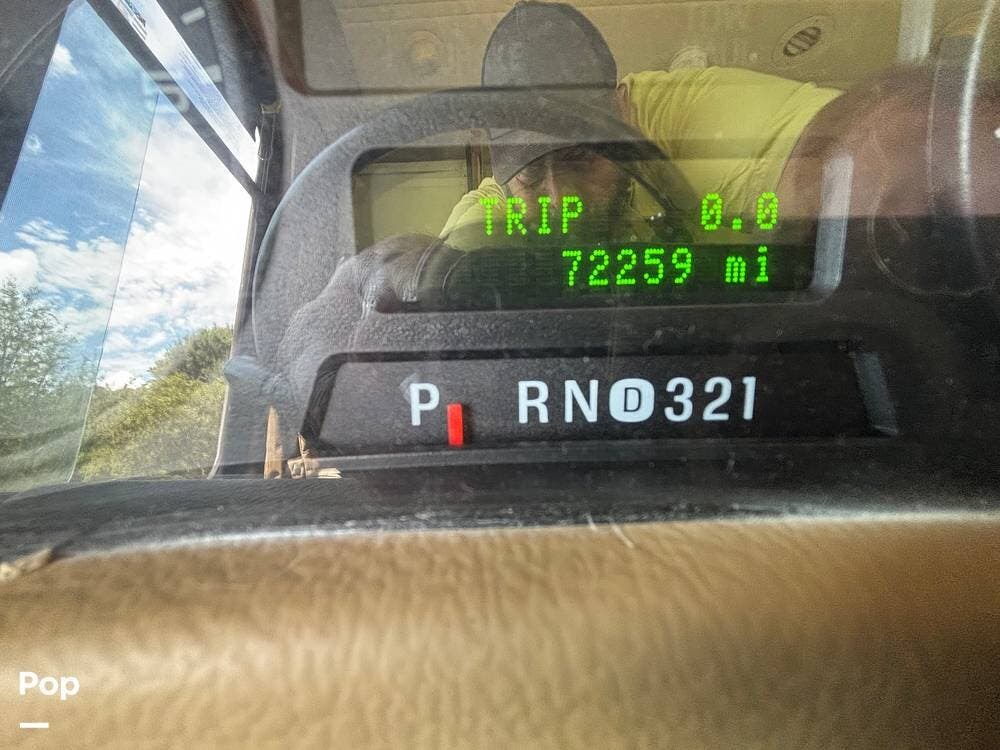 TRIP 0.0
72259 mi
P RND321
Pop